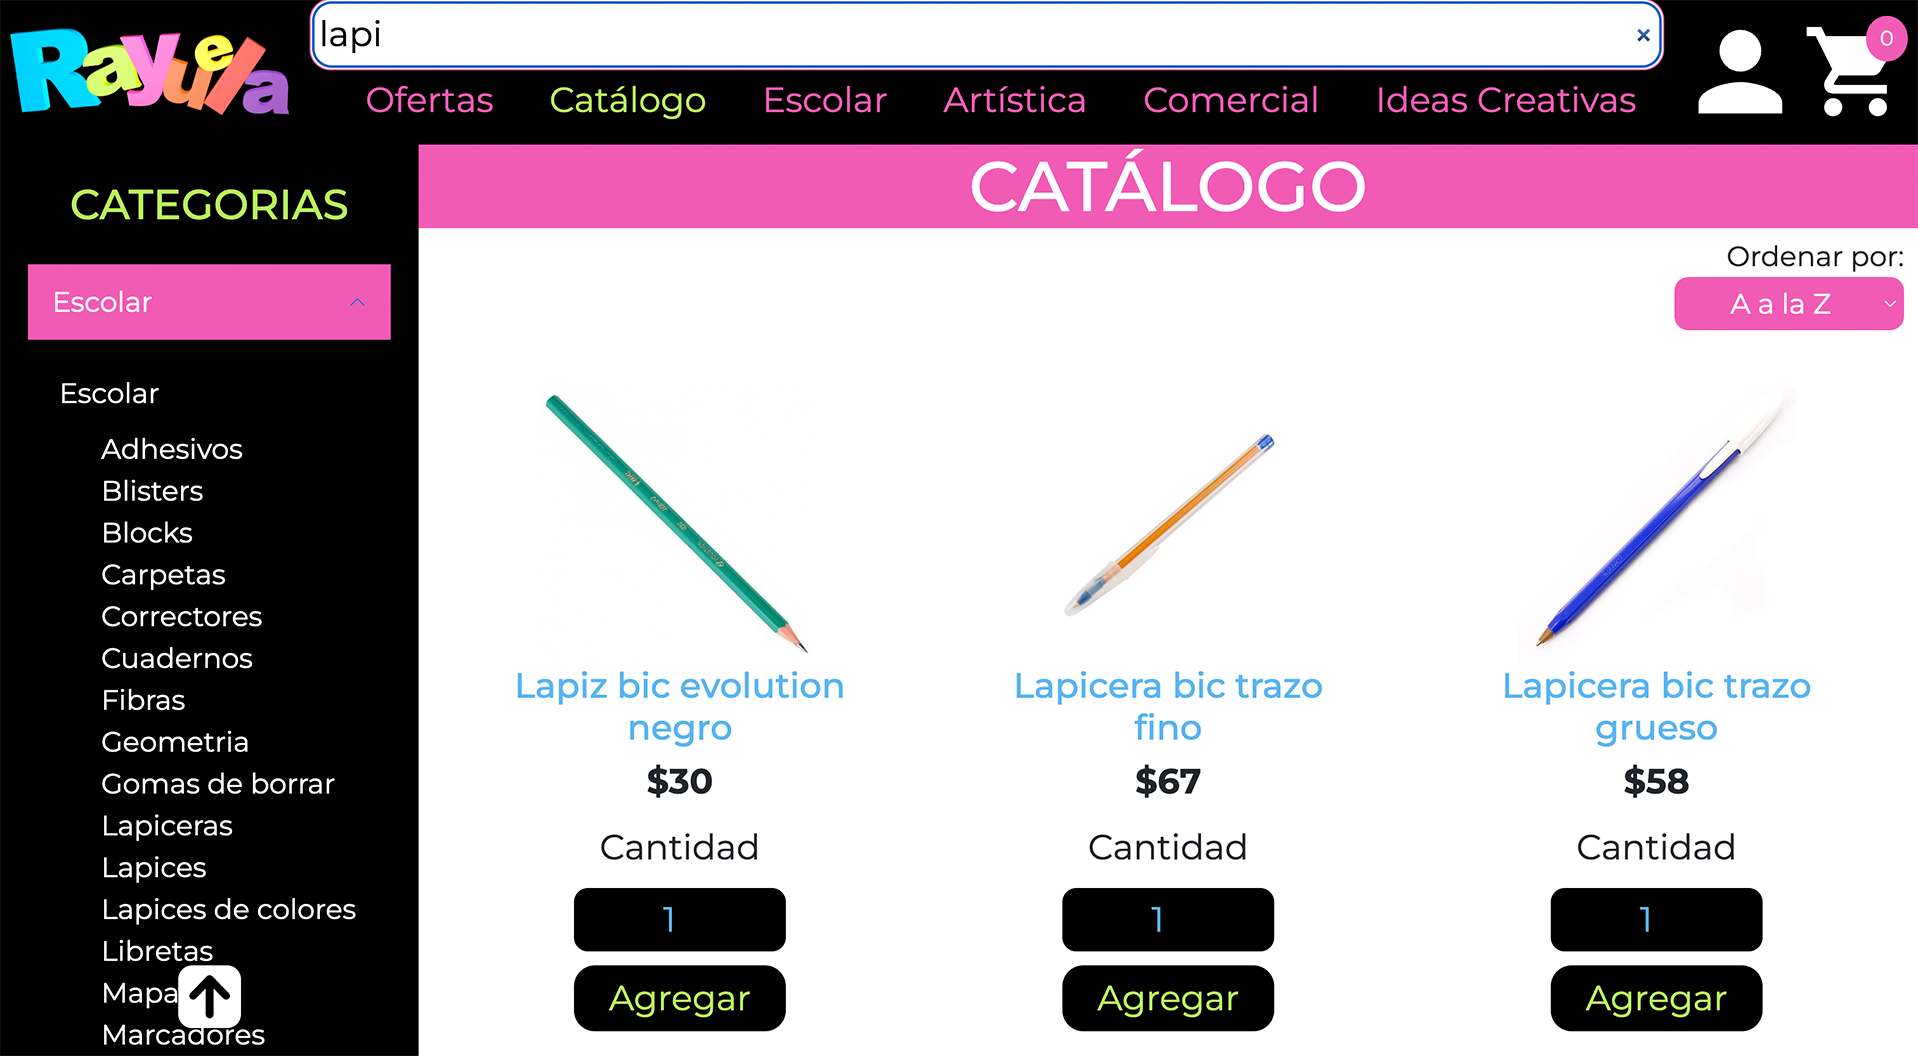 Rayuela
lapi
0
Ofertas
Catálogo
Escolar
Artística
Comercial
Ideas Creativas
CATEGORIAS
Escolar
Escolar
Adhesivos
Blisters
Blocks
Carpetas
Correctores
Cuadernos
Fibras
Geometria
Gomas de borrar
Lapiceras
Lapices
Lapices de colores
Libretas
Mapa
Marcadores
CATÁLOGO
Ordenar por:
A a la Z
Lapiz bic evolution
negro
$30
Cantidad
1
Agregar
Lapicera bic trazo
fino
$67
Cantidad
1
Agregar
Lapicera bic trazo
grueso
$58
Cantidad
1
Agregar